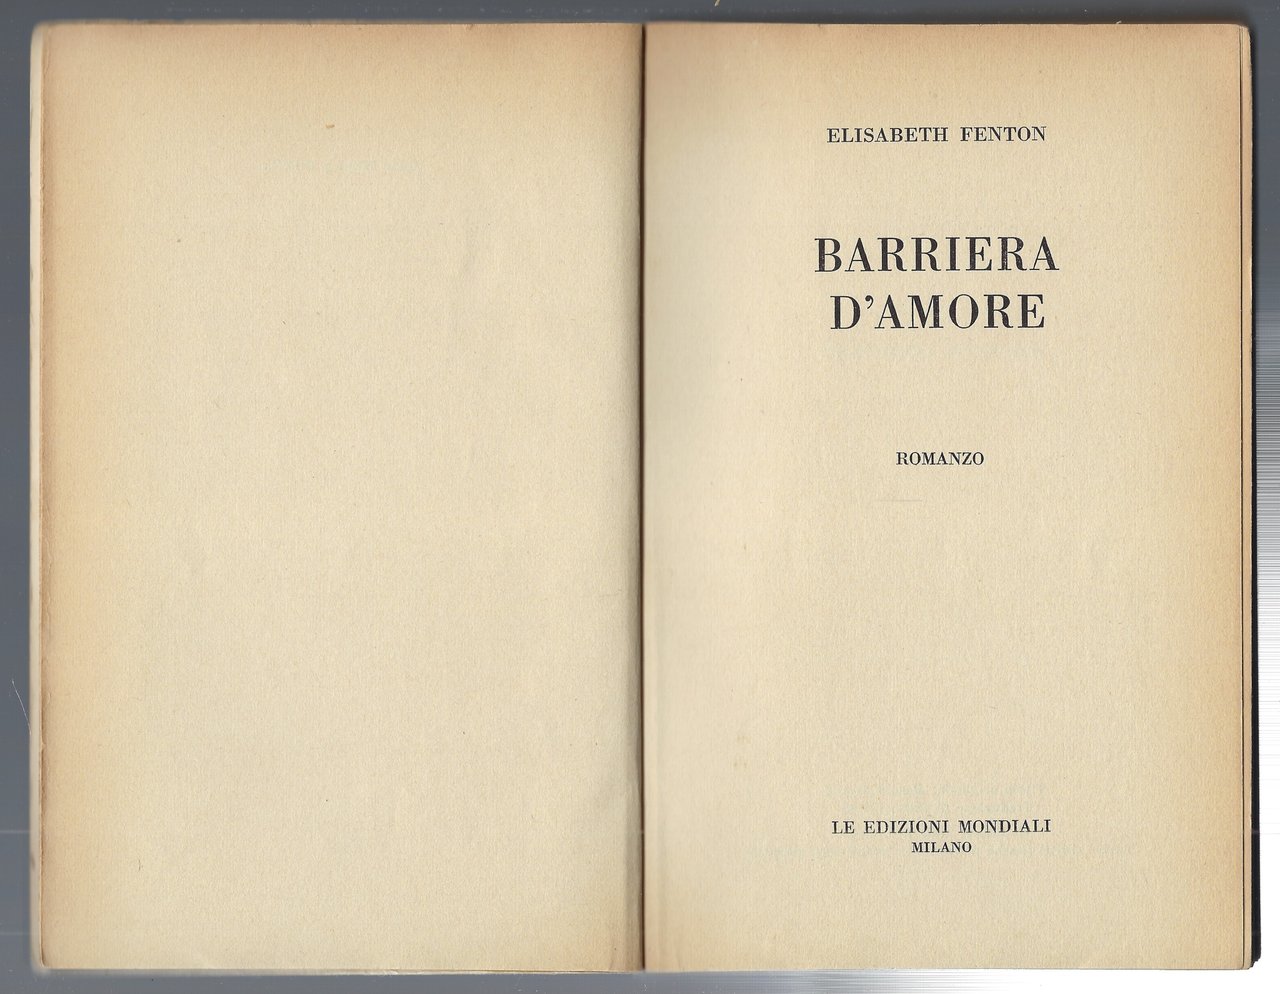 ELISABETH FENTON
BARRIERA
D'AMORE
ROMANZO
LE EDIZIONI MONDIALI
MILANO